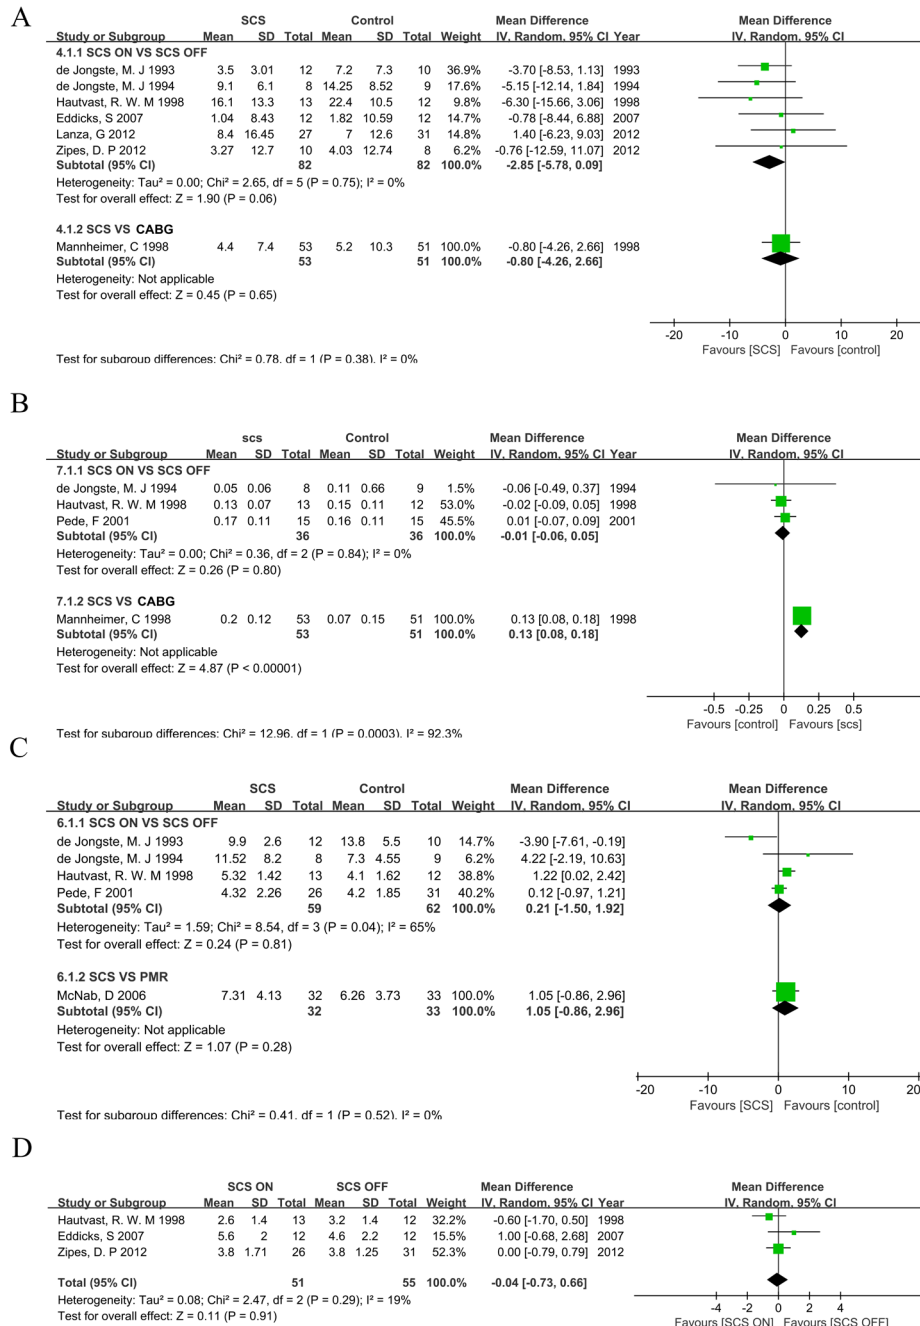 A
SCS Control Mean Difference Mean Difference
Study or Subgroup Mean SD Total Mean SD Total Weight IV, Random, 95% CI Year IV, Random, 95% CI
4.1.1 SCS ON VS SCS OFF
de Jongste, M. J 1993 3.5 3.01 12 7.2 7.3 10 36.9% -3.70 [-8.53, 1.13] 1993
de Jongste, M. J 1994 9.1 6.1 8 14.25 8.52 9 17.6% -5.15 [-12.14, 1.84] 1994
Hautvast, R. W. M 1998 16.1 13.3 13 22.4 10.5 12 9.8% -6.30 [-15.66, 3.06] 1998
Eddicks, S 2007 1.04 8.43 12 1.82 10.59 12 14.7% -0.78 [-8.44, 6.88] 2007
Lanza, G 2012 8.4 16.45 27 7 12.6 31 14.8% 1.40 [-6.23, 9.03] 2012
Zipes, D. P 2012 3.27 12.7 10 4.03 12.74 8 6.2% -0.76 [-12.59, 11.07] 2012
Subtotal (95% CI) 82 82 100.0% -2.85 [-5.78, 0.09]
Heterogeneity: Tau² = 0.00; Chi² = 2.65, df = 5 (P = 0.75); I² = 0%
Test for overall effect: Z = 1.90 (P = 0.06)
4.1.2 SCS VS CABG
Mannheimer, C 1998 4.4 7.4 53 5.2 10.3 51 100.0% -0.80 [-4.26, 2.66] 1998
Subtotal (95% CI) 53 51 100.0% -0.80 [-4.26, 2.66]
Heterogeneity: Not applicable
Test for overall effect: Z = 0.45 (P = 0.65)
-20 -10 0 10 20
Favours [SCS] Favours [control]
Test for subgroup differences: Chi² = 0.78, df = 1 (P = 0.38), I² = 0%
B
scs Control Mean Difference Mean Difference
Study or Subgroup Mean SD Total Mean SD Total Weight IV, Random, 95% CI Year IV, Random, 95% CI
7.1.1 SCS ON VS SCS OFF
de Jongste, M. J 1994 0.05 0.06 8 0.11 0.66 9 1.5% -0.06 [-0.49, 0.37] 1994
Hautvast, R. W. M 1998 0.13 0.07 13 0.15 0.11 12 53.0% -0.02 [-0.09, 0.05] 1998
Pede, F 2001 0.17 0.11 15 0.16 0.11 15 45.5% 0.01 [-0.07, 0.09] 2001
Subtotal (95% CI) 36 36 100.0% -0.01 [-0.06, 0.05]
Heterogeneity: Tau² = 0.00; Chi² = 0.36, df = 2 (P = 0.84); I² = 0%
Test for overall effect: Z = 0.26 (P = 0.80)
7.1.2 SCS VS CABG
Mannheimer, C 1998 0.2 0.12 53 0.07 0.15 51 100.0% 0.13 [0.08, 0.18] 1998
Subtotal (95% CI) 53 51 100.0% 0.13 [0.08, 0.18]
Heterogeneity: Not applicable
Test for overall effect: Z = 4.87 (P < 0.00001)
-0.5 -0.25 0 0.25 0.5
Favours [control] Favours [scs]
Test for subgroup differences: Chi² = 12.96, df = 1 (P = 0.0003), I² = 92.3%
C
SCS Control Mean Difference Mean Difference
Study or Subgroup Mean SD Total Mean SD Total Weight IV, Random, 95% CI IV, Random, 95% CI
6.1.1 SCS ON VS SCS OFF
de Jongste, M. J 1993 9.9 2.6 12 13.8 5.5 10 14.7% -3.90 [-7.61, -0.19]
de Jongste, M. J 1994 11.52 8.2 8 7.3 4.55 9 6.2% 4.22 [-2.19, 10.63]
Hautvast, R. W. M 1998 5.32 1.42 13 4.1 1.62 12 38.8% 1.22 [0.02, 2.42]
Pede, F 2001 4.32 2.26 26 4.2 1.85 31 40.2% 0.12 [-0.97, 1.21]
Subtotal (95% CI) 59 62 100.0% 0.21 [-1.50, 1.92]
Heterogeneity: Tau² = 1.59; Chi² = 8.54, df = 3 (P = 0.04); I² = 65%
Test for overall effect: Z = 0.24 (P = 0.81)
6.1.2 SCS VS PMR
McNab, D 2006 7.31 4.13 32 6.26 3.73 33 100.0% 1.05 [-0.86, 2.96]
Subtotal (95% CI) 32 33 100.0% 1.05 [-0.86, 2.96]
Heterogeneity: Not applicable
Test for overall effect: Z = 1.07 (P = 0.28)
-20 -10 0 10 20
Favours [SCS] Favours [control]
Test for subgroup differences: Chi² = 0.41, df = 1 (P = 0.52), I² = 0%
D
SCS ON SCS OFF Mean Difference Mean Difference
Study or Subgroup Mean SD Total Mean SD Total Weight IV, Random, 95% CI Year IV, Random, 95% CI
Hautvast, R. W. M 1998 2.6 1.4 13 3.2 1.4 12 32.2% -0.60 [-1.70, 0.50] 1998
Eddicks, S 2007 5.6 2 12 4.6 2.2 12 15.5% 1.00 [-0.68, 2.68] 2007
Zipes, D. P 2012 3.8 1.71 26 3.8 1.25 31 52.3% 0.00 [-0.79, 0.79] 2012
Total (95% CI) 51 55 100.0% -0.04 [-0.73, 0.66]
Heterogeneity: Tau² = 0.08; Chi² = 2.47, df = 2 (P = 0.29); I² = 19%
Test for overall effect: Z = 0.11 (P = 0.91)
-4 -2 0 2 4
Favours [SCS ON] Favours [SCS OFF]